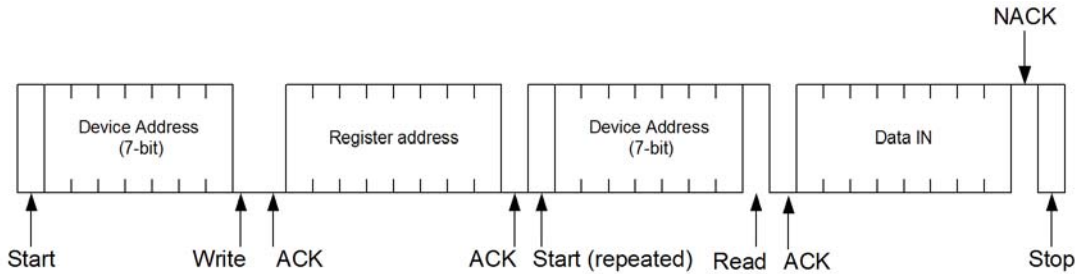 NACK
Device Address
(7-bit)
Register address
Device Address
(7-bit)
Data IN
Start
Write
ACK
ACK
Start (repeated)
Read
ACK
Stop